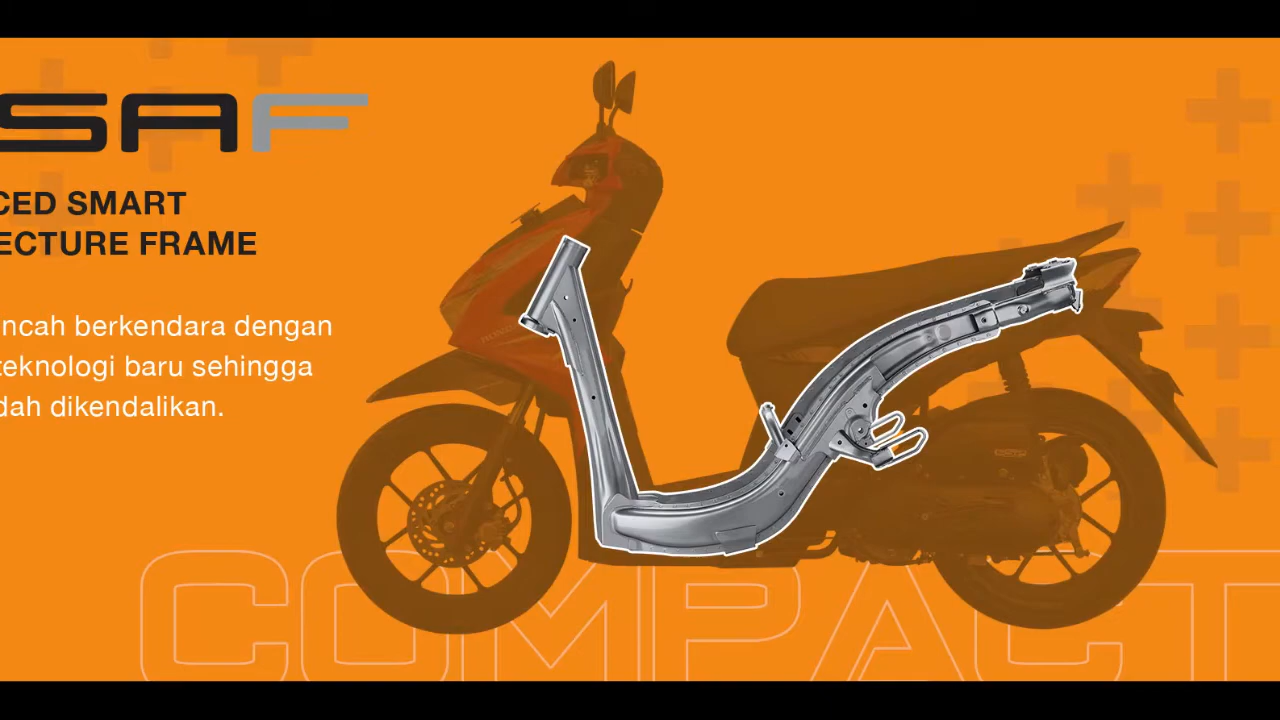 SAF
CED SMART
ECTURE FRAME
ncah berkendara dengan
teknologi baru sehingga
dah dikendalikan.
COMPACT